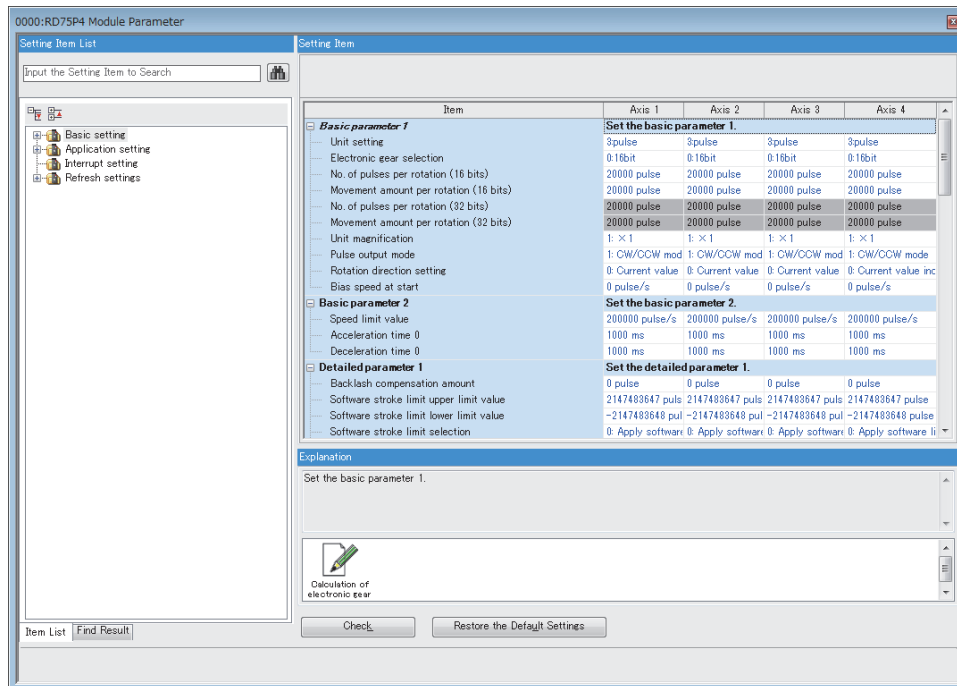 0000:RD75P4 Module Parameter
Setting Item List
Input the Setting Item to Search
Basic setting
Application setting
Interrupt setting
Refresh settings
Item List Find Result
Setting Item
Item Axis 1 Axis 2 Axis 3 Axis 4
Basic parameter 1 Set the basic parameter 1.
Unit setting 3:pulse 3:pulse 3:pulse 3:pulse
Electronic gear selection 0:16bit 0:16bit 0:16bit 0:16bit
No. of pulses per rotation (16 bits) 20000 pulse 20000 pulse 20000 pulse 20000 pulse
Movement amount per rotation (16 bits) 20000 pulse 20000 pulse 20000 pulse 20000 pulse
No. of pulses per rotation (32 bits) 20000 pulse 20000 pulse 20000 pulse 20000 pulse
Movement amount per rotation (32 bits) 20000 pulse 20000 pulse 20000 pulse 20000 pulse
Unit magnification 1: ×1 1: ×1 1: ×1 1: ×1
Pulse output mode 1: CW/CCW mod 1: CW/CCW mod 1: CW/CCW mod 1: CW/CCW mode
Rotation direction setting 0: Current value 0: Current value 0: Current value 0: Current value inc
Bias speed at start 0 pulse/s 0 pulse/s 0 pulse/s 0 pulse/s
Basic parameter 2 Set the basic parameter 2.
Speed limit value 200000 pulse/s 200000 pulse/s 200000 pulse/s 200000 pulse/s
Acceleration time 0 1000 ms 1000 ms 1000 ms 1000 ms
Deceleration time 0 1000 ms 1000 ms 1000 ms 1000 ms
Detailed parameter 1 Set the detailed parameter 1.
Backlash compensation amount 0 pulse 0 pulse 0 pulse 0 pulse
Software stroke limit upper limit value 2147483647 puls 2147483647 puls 2147483647 puls 2147483647 pulse
Software stroke limit lower limit value -2147483648 pul -2147483648 pul -2147483648 pul -2147483648 pulse
Software stroke limit selection 0: Apply software 0: Apply software 0: Apply software 0: Apply software li
Explanation
Set the basic parameter 1.
Calculation of
electronic gear
Check Restore the Default Settings